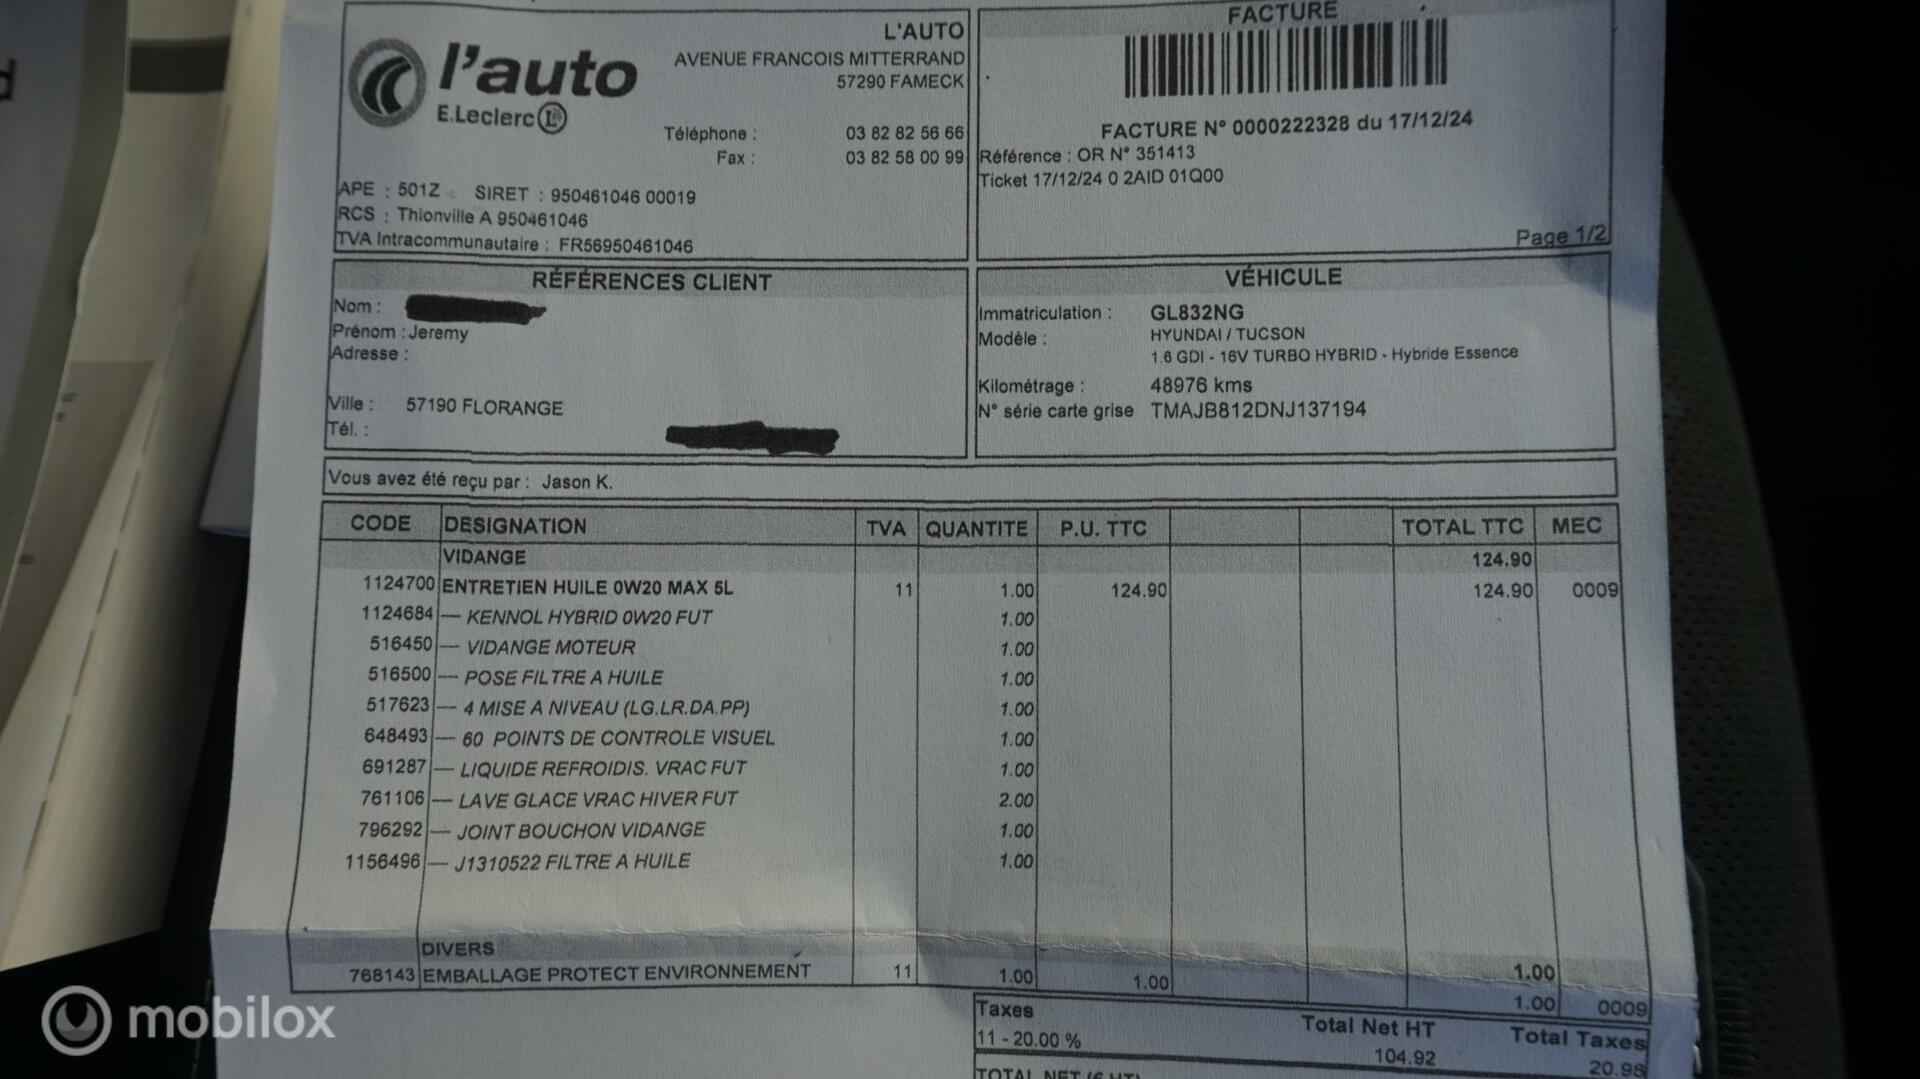 l'auto
E.Leclerc L
L'AUTO
AVENUE FRANCOIS MITTERRAND
57290 FAMECK
Téléphone : 03 82 82 56 66
Fax : 03 82 58 00 99
APE : 501Z SIRET : 950461046 00019
RCS : Thionville A 950461046
TVA Intracommunautaire : FR56950461046
FACTURE
FACTURE N° 0000222328 du 17/12/24
Référence : OR N° 351413
Ticket 17/12/24 0 2AID 01Q00
Page 1/2
RÉFÉRENCES CLIENT
Nom :
Prénom : Jeremy
Adresse :
Ville : 57190 FLORANGE
Tél. :
VÉHICULE
Immatriculation : GL832NG
Modèle : HYUNDAI / TUCSON
1.6 GDI - 16V TURBO HYBRID - Hybride Essence
Kilométrage : 48976 kms
N° série carte grise TMAJB812DNJ137194
Vous avez été reçu par : Jason K.
CODE DESIGNATION TVA QUANTITE P.U. TTC TOTAL TTC MEC
VIDANGE 124.90
1124700 ENTRETIEN HUILE 0W20 MAX 5L 11 1.00 124.90 124.90 0009
1124684 — KENNOL HYBRID 0W20 FUT 1.00
516450 — VIDANGE MOTEUR 1.00
516500 — POSE FILTRE A HUILE 1.00
517623 — 4 MISE A NIVEAU (LG.LR.DA.PP) 1.00
648493 — 60 POINTS DE CONTROLE VISUEL 1.00
691287 — LIQUIDE REFROIDIS. VRAC FUT 1.00
761106 — LAVE GLACE VRAC HIVER FUT 2.00
796292 — JOINT BOUCHON VIDANGE 1.00
1156496 — J1310522 FILTRE A HUILE 1.00
DIVERS 1.00
768143 EMBALLAGE PROTECT ENVIRONNEMENT 11 1.00 1.00 1.00 0009
Taxes Total Net HT Total Taxes
11 - 20.00 % 104.92 20.98
TOTAL NET
mobilox